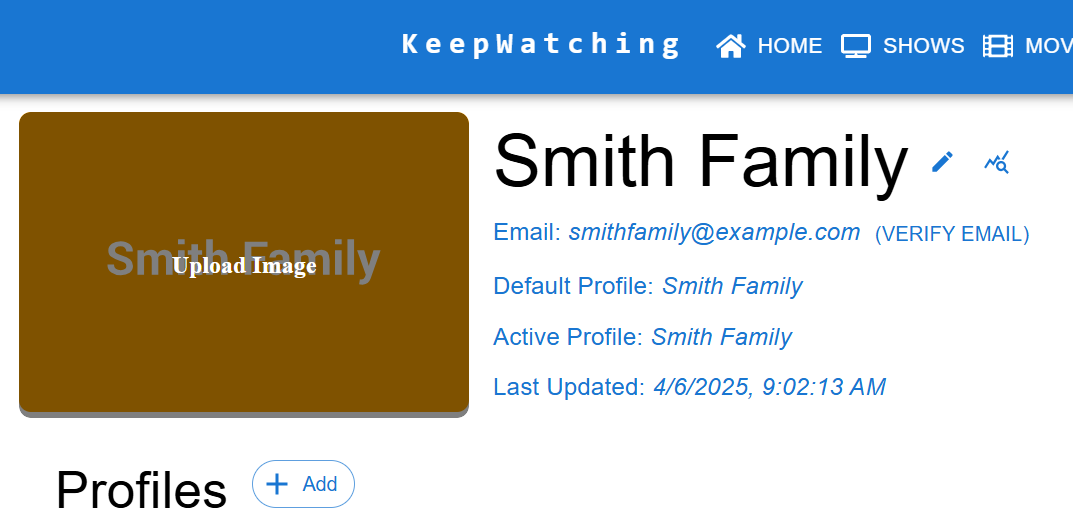 KeepWatching HOME SHOWS MOV
Smith Family
Smith Family
Upload Image
Email: smithfamily@example.com (VERIFY EMAIL)
Default Profile: Smith Family
Active Profile: Smith Family
Last Updated: 4/6/2025, 9:02:13 AM
Profiles + Add